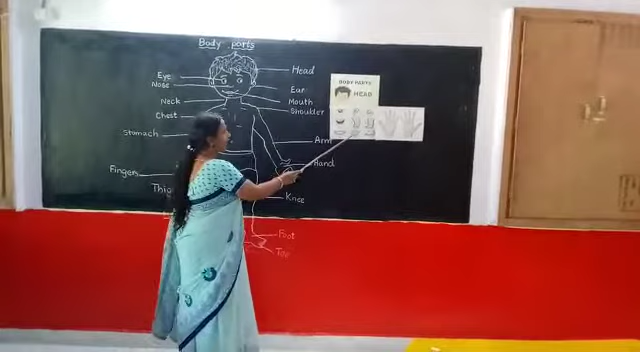 Body parts
Head
Eye
Nose
Ear
Neck
Mouth
Shoulder
Chest
Stomach
Arm
Hand
Fingers
Knee
Foot
Toe
BODY PARTS
HEAD